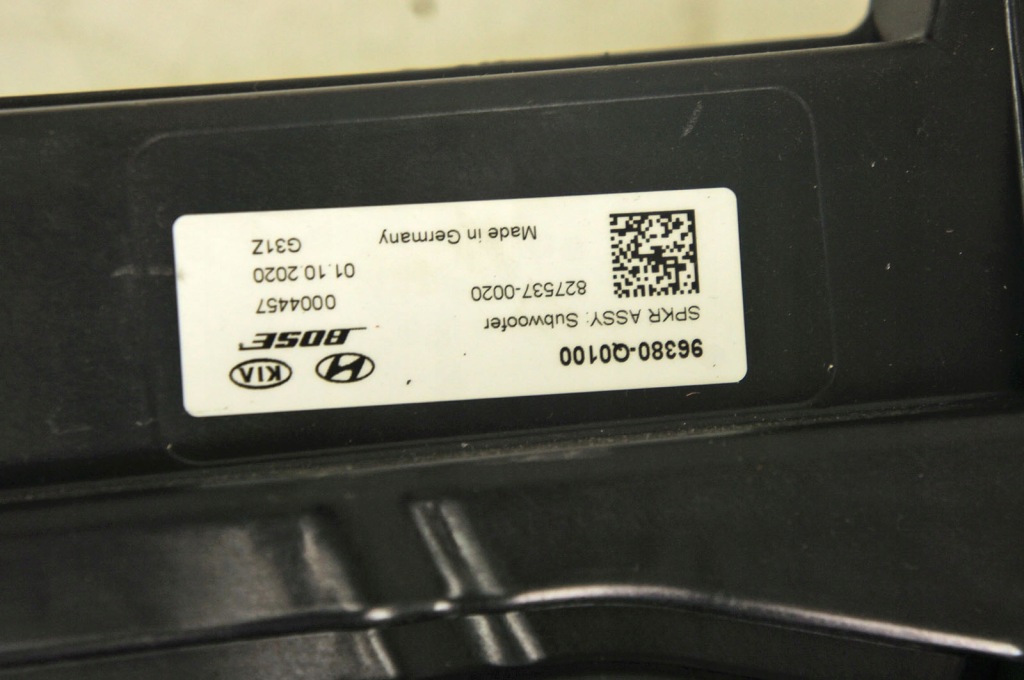 96380-Q0100
KIA
SPKR ASSY: Subwoofer
BOSE
827537-0020
0004457
01.10.2020
Made in Germany
G31Z